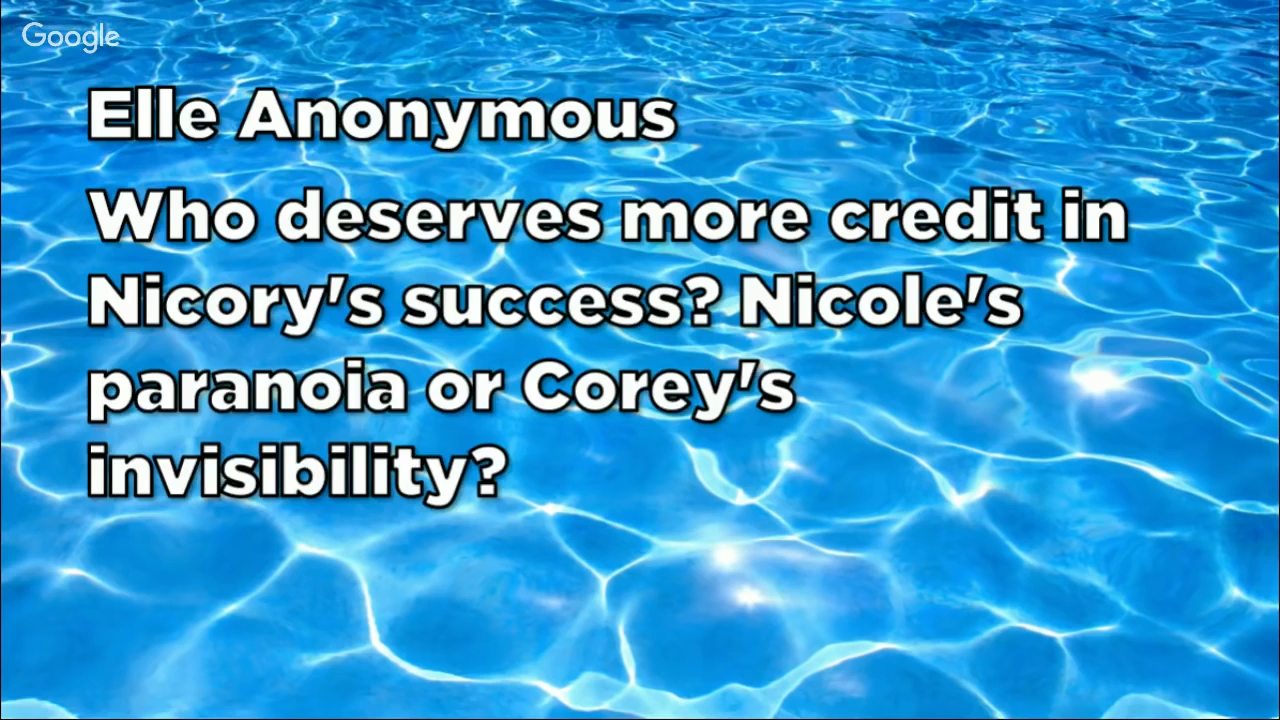 Google
Elle Anonymous
Who deserves more credit in
Nicory's success? Nicole's
paranoia or Corey's
invisibility?